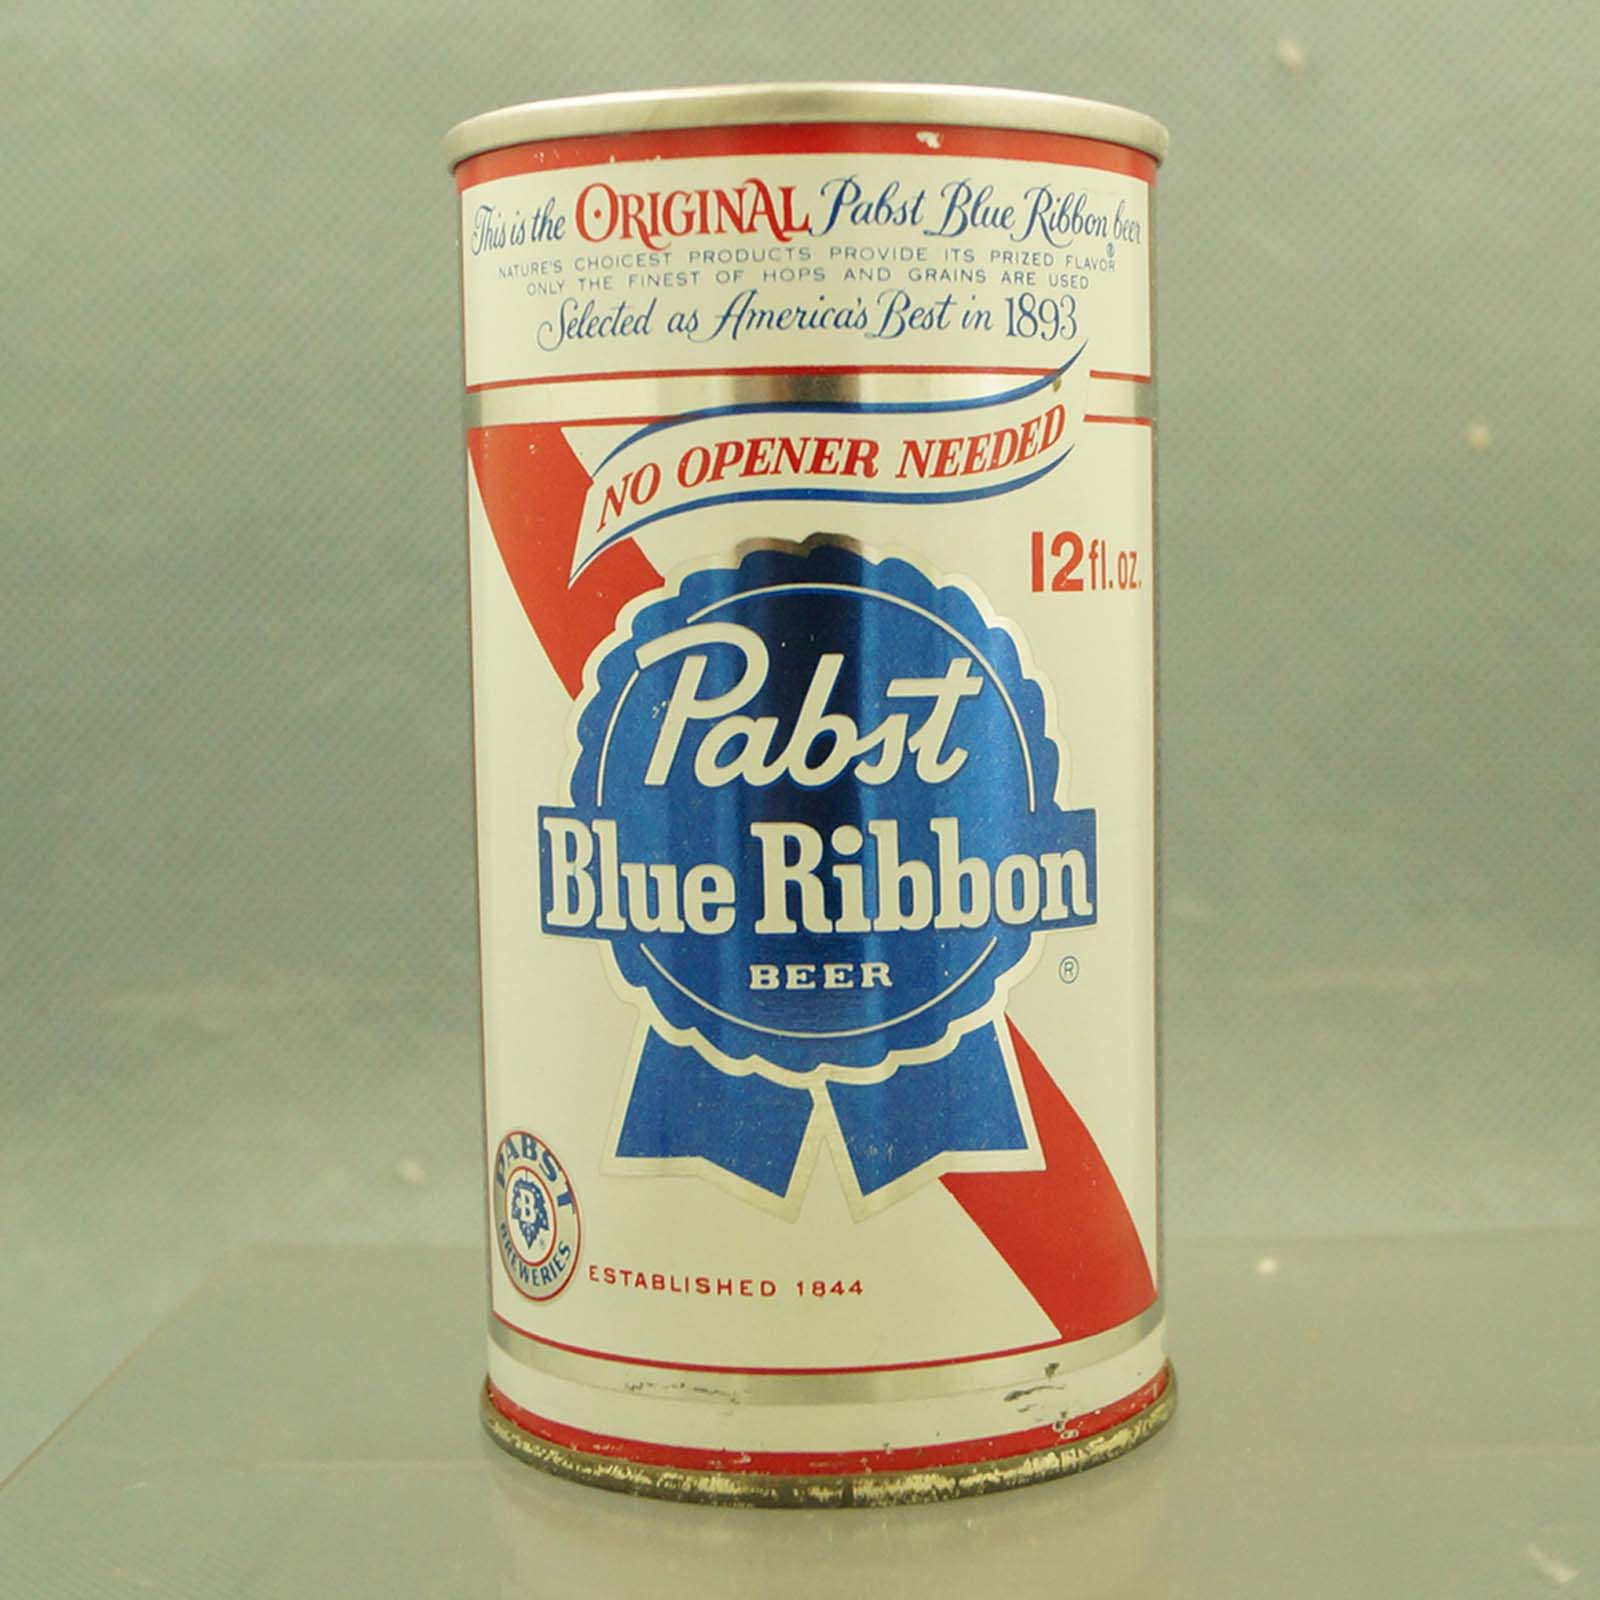 This is the ORIGINAL Pabst Blue Ribbon beer®
NATURE'S CHOICEST PRODUCTS PROVIDE ITS PRIZED FLAVOR
ONLY THE FINEST OF HOPS AND GRAINS ARE USED
Selected as America's Best in 1893
NO OPENER NEEDED
12 fl. oz.
Pabst
Blue Ribbon
BEER
®
PABST
B
BREWERIES
ESTABLISHED 1844